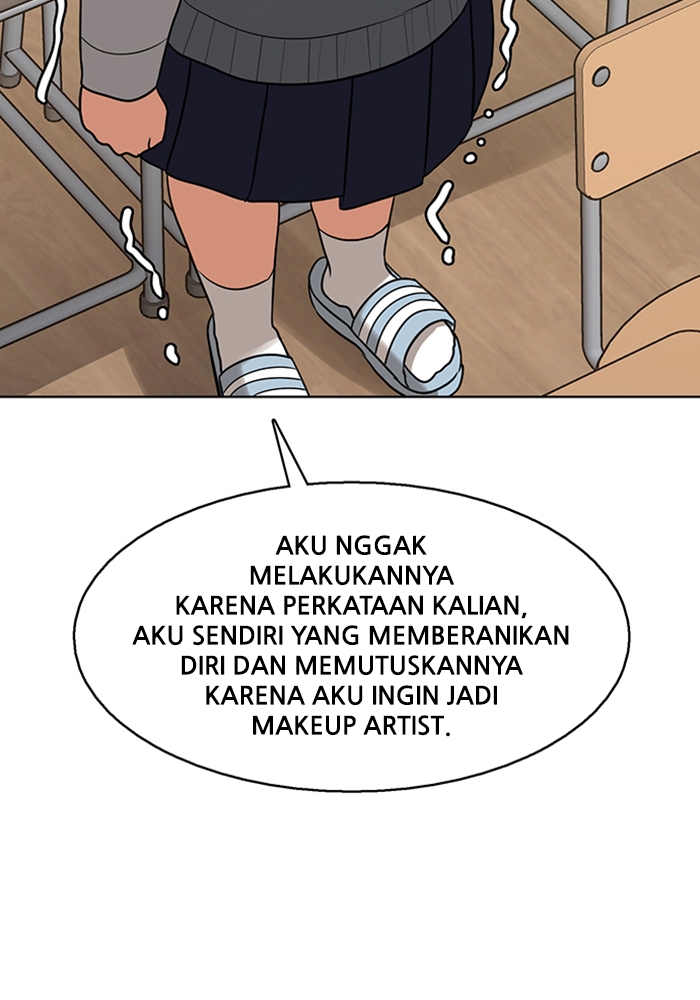 AKU NGGAK
MELAKUKANNYA
KARENA PERKATAAN KALIAN,
AKU SENDIRI YANG MEMBERANIKAN
DIRI DAN MEMUTUSKANNYA
KARENA AKU INGIN JADI
MAKEUP ARTIST.